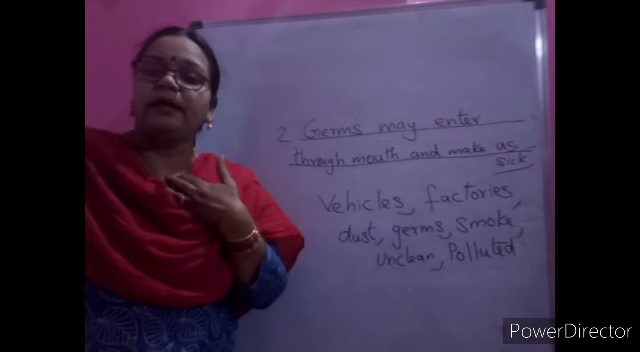 2. Germs may enter
through mouth and make us
sick
Vehicles, factories,
dust, germs, smoke,
unclean, Polluted
PowerDirector